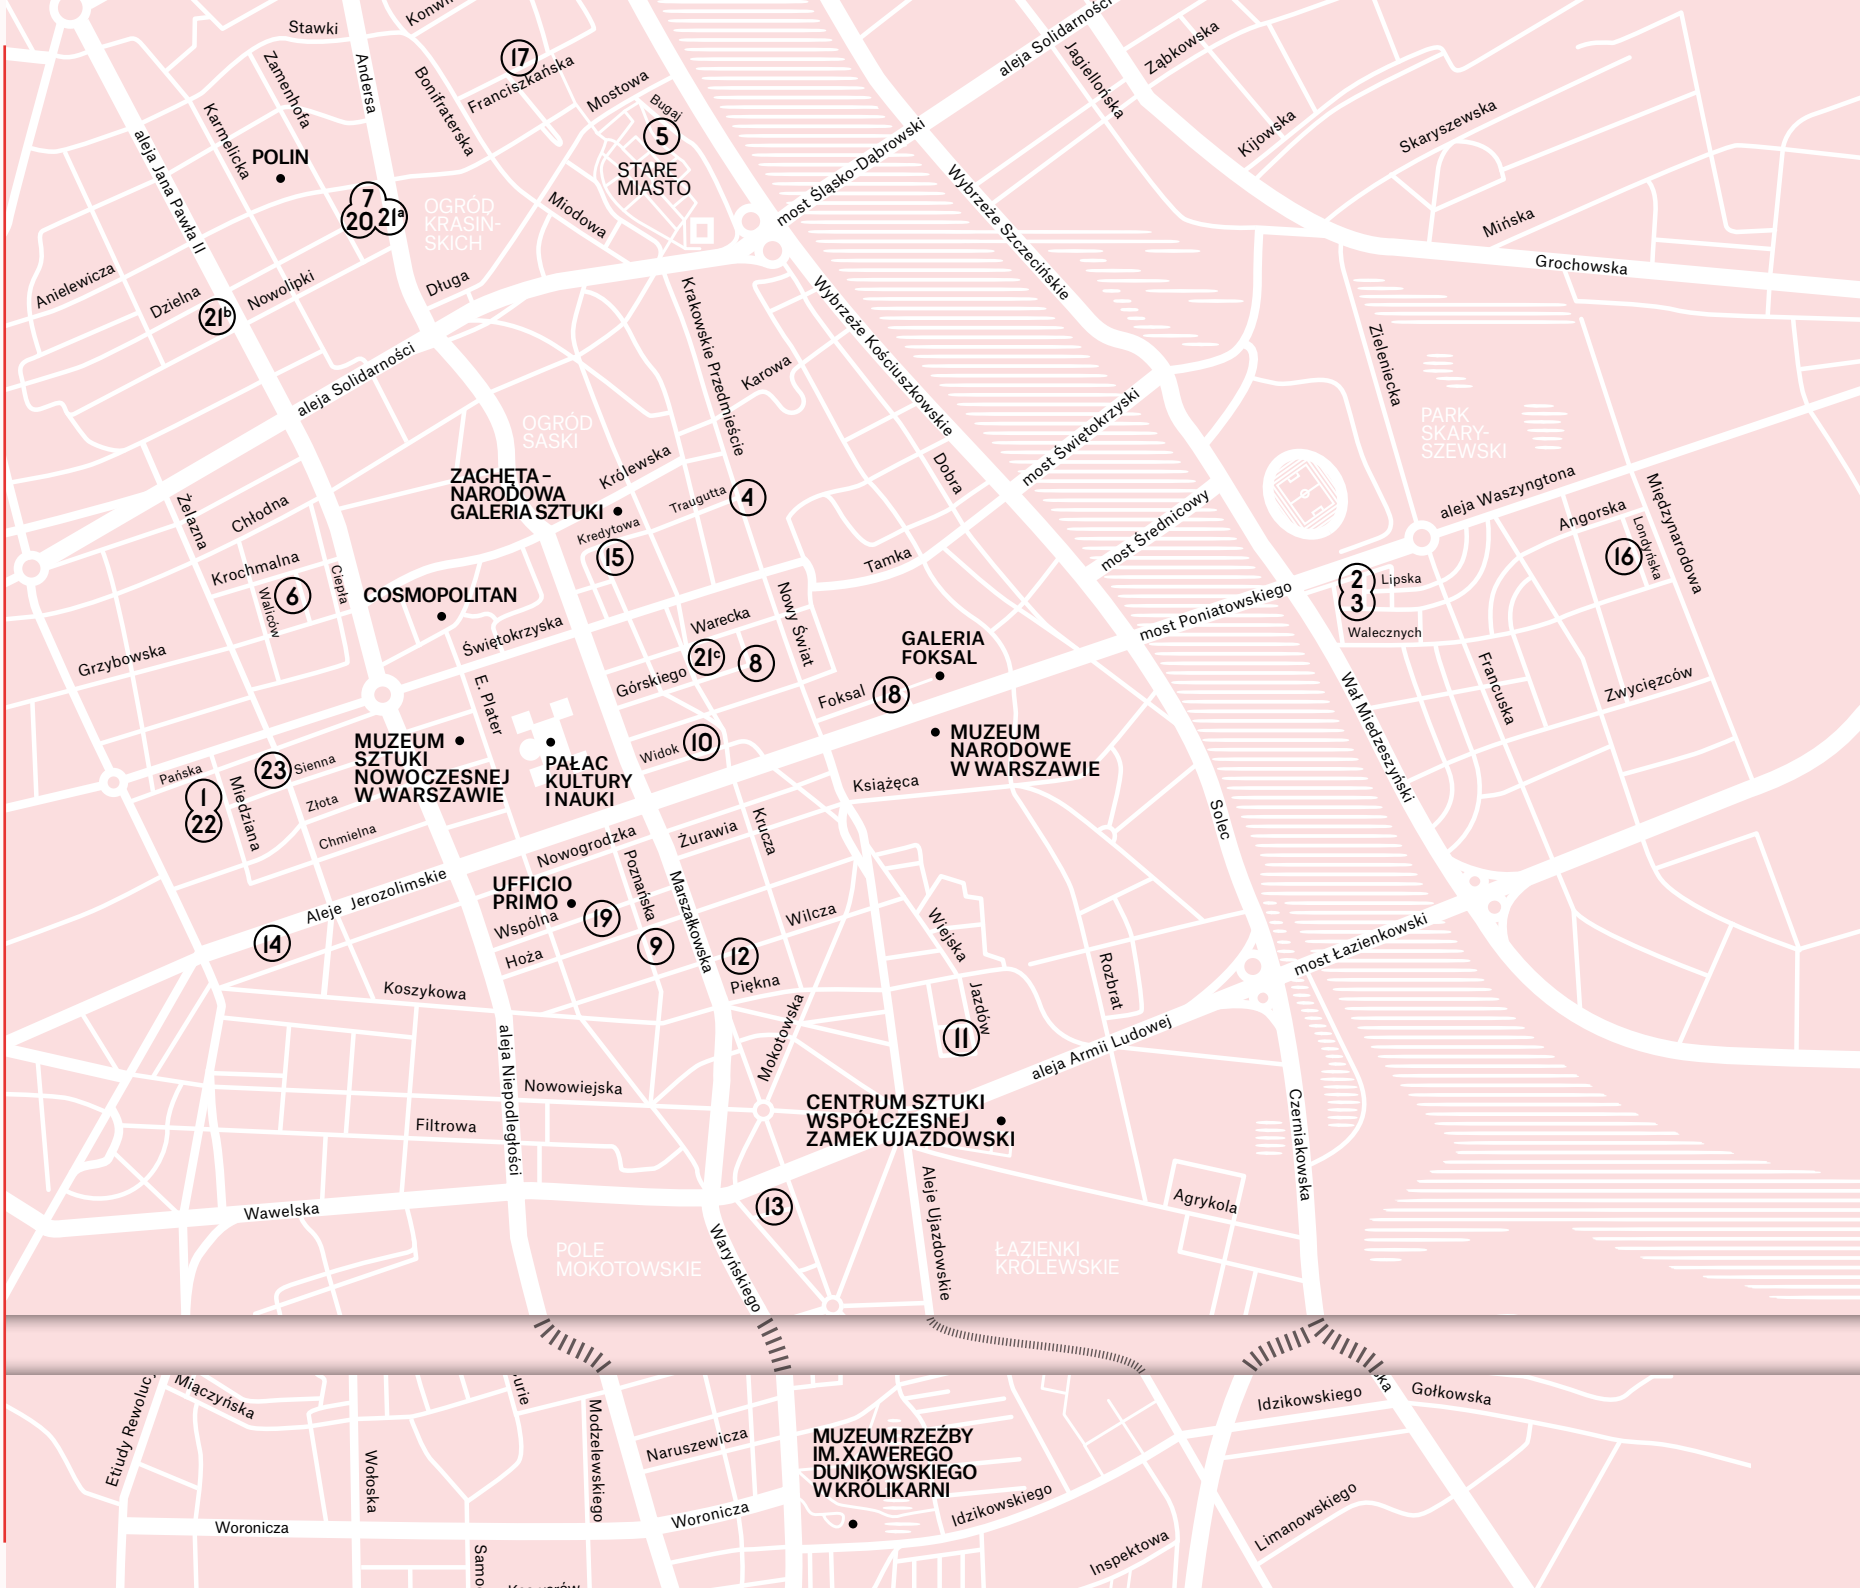 Stawki
Zamenhofa
Andersa
Bonifraterska
17
Franciszkańska
Mostowa
Bugaj
5
STARE
MIASTO
Karmelicka
POLIN
aleja Jana Pawła II
7
20
21a
OGRÓD
KRASIŃ-
SKICH
Miodowa
Długa
Anielewicza
Dzielna
Nowolipki
21b
aleja Solidarności
aleja Solidarności
Jagiellońska
Ząbkowska
Kijowska
Skaryszewska
Mińska
Grochowska
most Śląsko-Dąbrowski
Wybrzeże Szczecińskie
Wybrzeże Kościuszkowskie
Krakowskie Przedmieście
Karowa
OGRÓD
SASKI
Zieleniecka
PARK
SKARY-
SZEWSKI
most Świętokrzyski
most Średnicowy
Dobra
ZACHĘTA –
NARODOWA
GALERIA SZTUKI
Królewska
Traugutta
4
Kredytowa
15
Żelazna
Chłodna
Krochmalna
Ciepła
Waliców
6
COSMOPOLITAN
Tamka
aleja Waszyngtona
Międzynarodowa
Angorska
Londyńska
16
2
3
Lipska
Walecznych
most Poniatowskiego
Grzybowska
Świętokrzyska
Warecka
Nowy Świat
21c
8
Górskiego
E. Plater
GALERIA
FOKSAL
Foksal
18
Francuska
Zwycięzców
Wał Miedzeszyński
MUZEUM
SZTUKI
NOWOCZESNEJ
W WARSZAWIE
PAŁAC
KULTURY
I NAUKI
Widok
10
MUZEUM
NARODOWE
W WARSZAWIE
Pańska
23
Sienna
1
22
Miedziana
Złota
Chmielna
Książęca
Solec
Nowogrodzka
Żurawia
Krucza
Poznańska
Marszałkowska
UFFICIO
PRIMO
Wspólna
19
9
Hoża
Wilcza
12
Piękna
Aleje Jerozolimskie
14
Wiejska
Jazdów
11
Rozbrat
most Łazienkowski
Koszykowa
aleja Niepodległości
Mokotowska
aleja Armii Ludowej
Nowowiejska
Filtrowa
CENTRUM SZTUKI
WSPÓŁCZESNEJ
ZAMEK UJAZDOWSKI
Czerniakowska
Wawelska
13
Waryńskiego
Aleje Ujazdowskie
Agrykola
POLE
MOKOTOWSKIE
ŁAZIENKI
KRÓLEWSKIE
Miączyńska
Etiudy Rewoluc
urie
Modzelewskiego
Wołoska
Naruszewicza
Woronicza
Woronicza
Samo
MUZEUM RZEŹBY
IM. XAWEREGO
DUNIKOWSKIEGO
W KRÓLIKARNI
Idzikowskiego
Idzikowskiego
ka
Gołkowska
Limanowskiego
Inspektowa